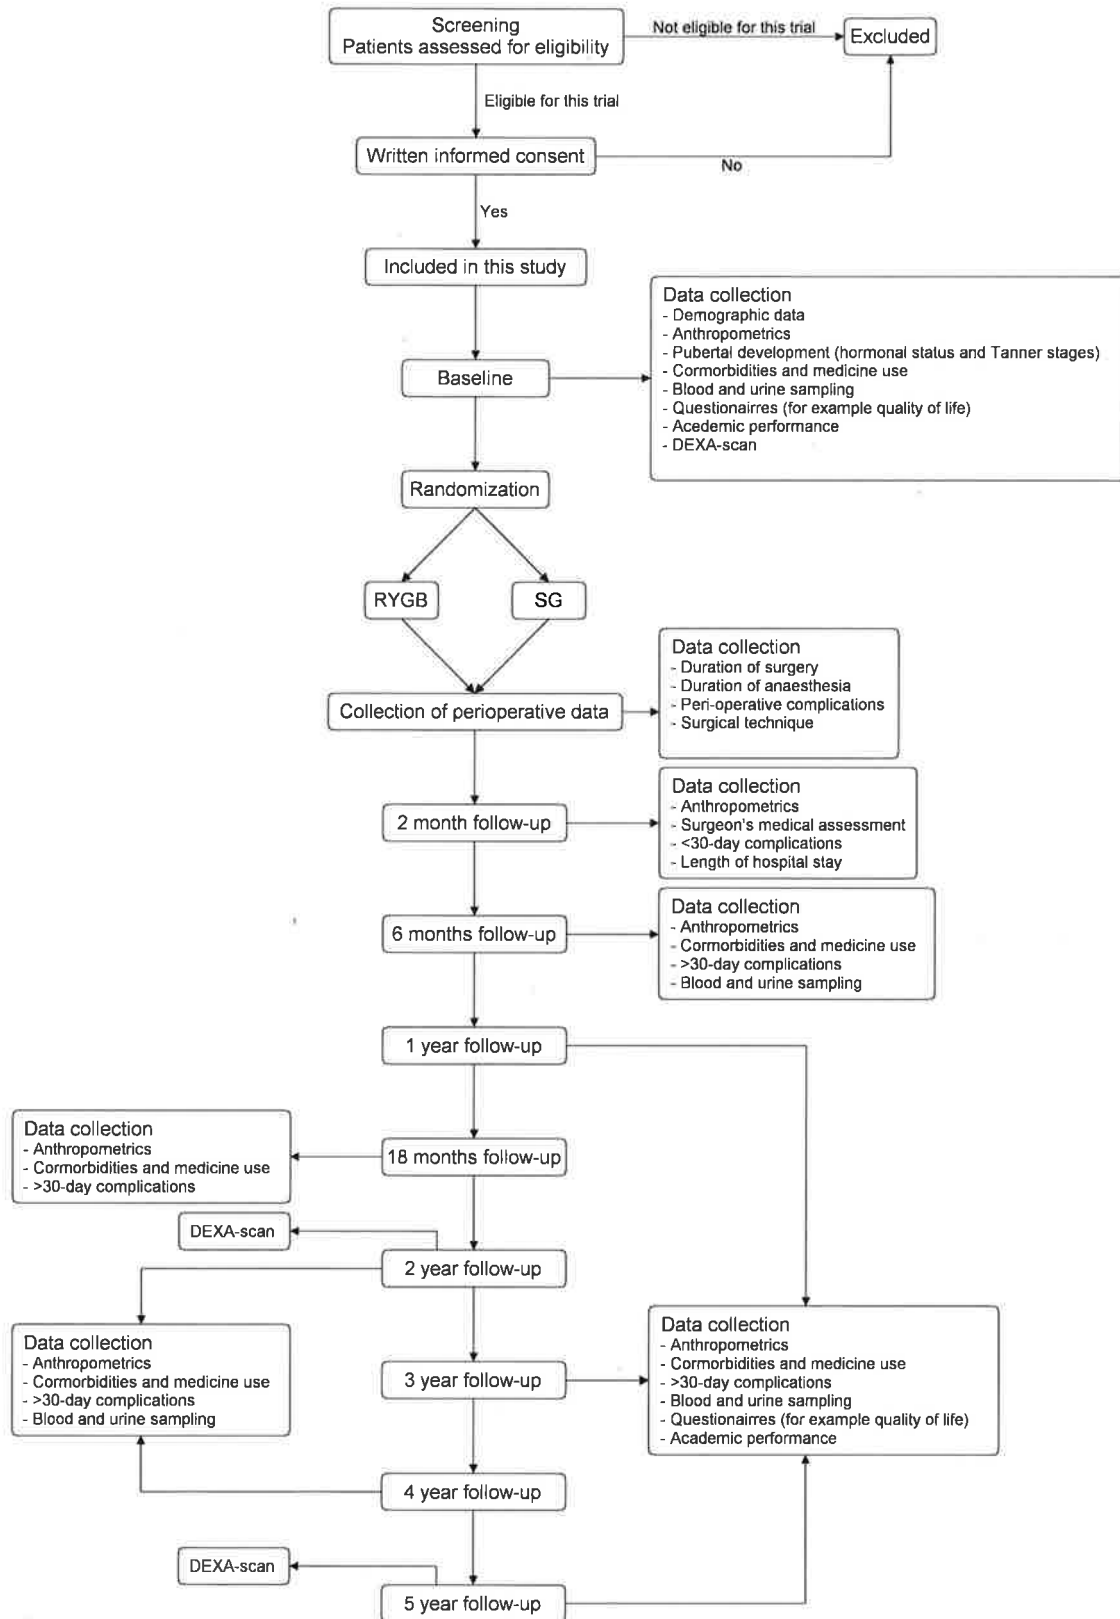 Screening
Patients assessed for eligibility
Not eligible for this trial
Excluded
Eligible for this trial
Written informed consent
No
Yes
Included in this study
Baseline
Data collection
- Demographic data
- Anthropometrics
- Pubertal development (hormonal status and Tanner stages)
- Cormorbidities and medicine use
- Blood and urine sampling
- Questionairres (for example quality of life)
- Acedemic performance
- DEXA-scan
Randomization
RYGB
SG
Collection of perioperative data
Data collection
- Duration of surgery
- Duration of anaesthesia
- Peri-operative complications
- Surgical technique
2 month follow-up
Data collection
- Anthropometrics
- Surgeon's medical assessment
- <30-day complications
- Length of hospital stay
6 months follow-up
Data collection
- Anthropometrics
- Cormorbidities and medicine use
- >30-day complications
- Blood and urine sampling
1 year follow-up
18 months follow-up
Data collection
- Anthropometrics
- Cormorbidities and medicine use
- >30-day complications
DEXA-scan
2 year follow-up
Data collection
- Anthropometrics
- Cormorbidities and medicine use
- >30-day complications
- Blood and urine sampling
3 year follow-up
Data collection
- Anthropometrics
- Cormorbidities and medicine use
- >30-day complications
- Blood and urine sampling
- Questionairres (for example quality of life)
- Academic performance
4 year follow-up
DEXA-scan
5 year follow-up